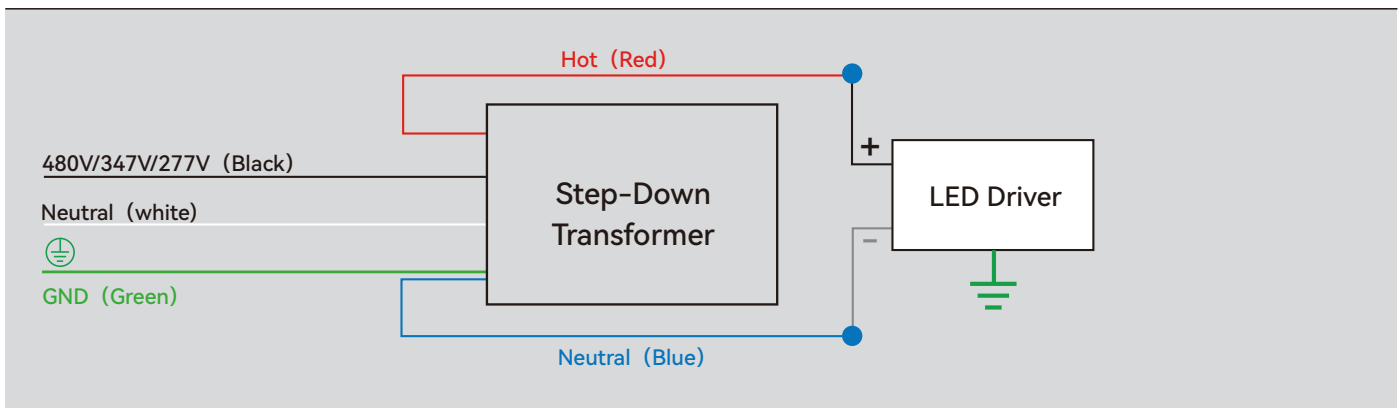 Hot（Red）
480V/347V/277V（Black）
Neutral（white）
GND（Green）
Step-Down
Transformer
+
LED Driver
-
Neutral（Blue）